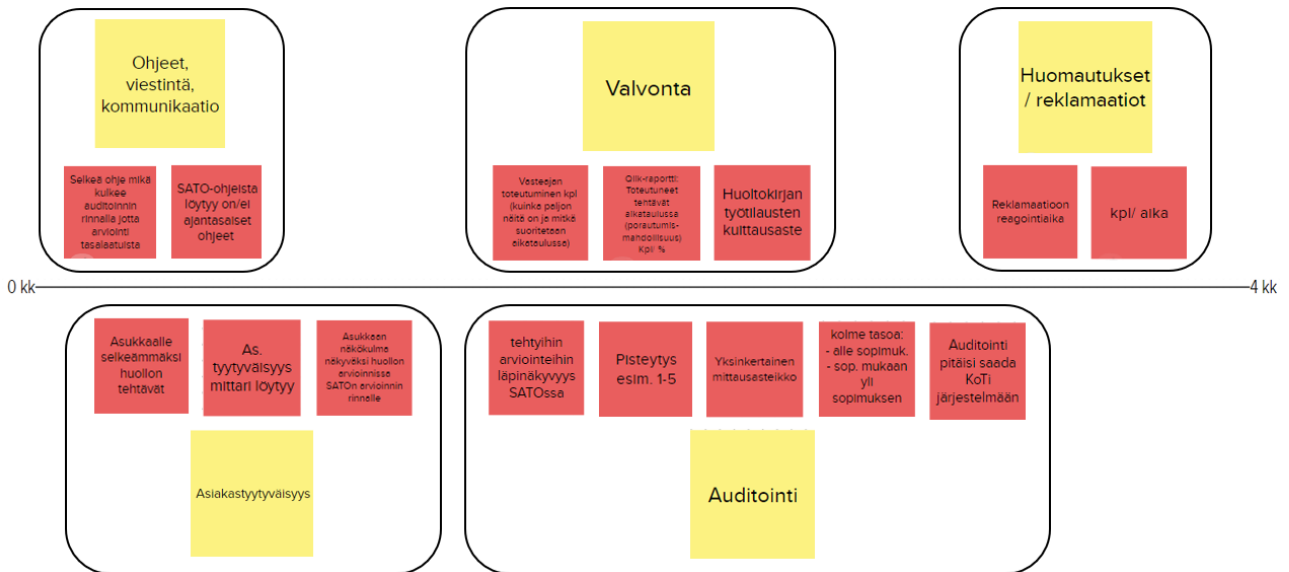 Ohjeet,
viestintä,
kommunikaatio
Selkeä ohje mikä
kulkee
auditoinnin
rinnalla jotta
arviointi
tasalaatuista
SATO-ohjeista
löytyy on/ei
ajantasaiset
ohjeet
Valvonta
Vasteajan
toteutuminen kpl
(kuinka paljon
näitä on ja mitkä
suoritetaan
aikataulussa)
Qlik-raportti:
Toteutuneet
tehtävät
aikataulussa
(porautumis-
mahdollisuus)
Kpl/ %
Huoltokirjan
työtilausten
kuittausaste
Huomautukset
/ reklamaatiot
Reklamaatioon
reagointiaika
kpl/ aika
0 kk
4 kk
Asukkaalle
selkeämmäksi
huollon
tehtävät
As.
tyytyväisyys
mittari löytyy
Asukkaan
näkökulma
näkyväksi huollon
arvioinnissa
SATOn arvioinnin
rinnalle
Asiakastyytyväisyys
tehtyihin
arviointeihin
läpinäkyvyys
SATOssa
Pisteytys
esim. 1-5
Yksinkertainen
mittausasteikko
kolme tasoa:
- alle sopimuk.
- sop. mukaan
yli
sopimuksen
Auditointi
pitäisi saada
KoTi
järjestelmään
Auditointi